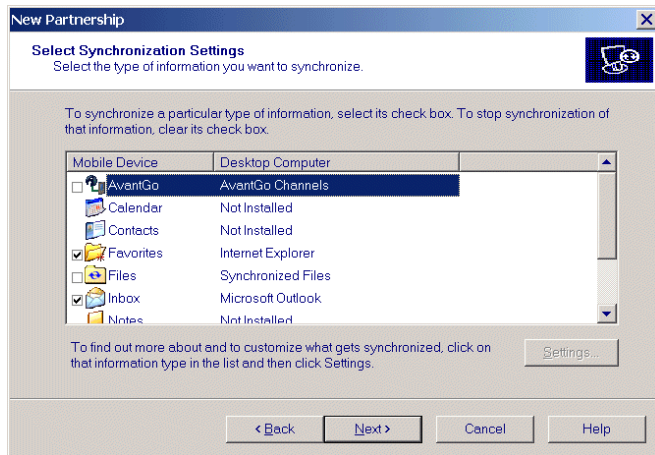 New Partnership
Select Synchronization Settings
Select the type of information you want to synchronize.
To synchronize a particular type of information, select its check box. To stop synchronization of
that information, clear its check box.
Mobile Device Desktop Computer
AvantGo AvantGo Channels
Calendar Not Installed
Contacts Not Installed
Favorites Internet Explorer
Files Synchronized Files
Inbox Microsoft Outlook
Notes Not Installed
To find out more about and to customize what gets synchronized, click on
that information type in the list and then click Settings.
Settings...
< Back Next > Cancel Help